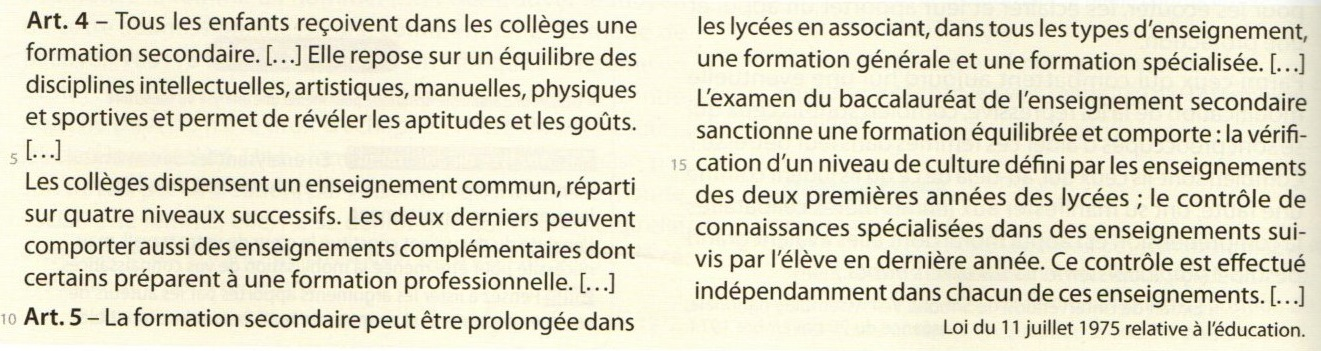 Art. 4 – Tous les enfants reçoivent dans les collèges une
formation secondaire. […] Elle repose sur un équilibre des
disciplines intellectuelles, artistiques, manuelles, physiques
et sportives et permet de révéler les aptitudes et les goûts.
5 […]
Les collèges dispensent un enseignement commun, réparti
sur quatre niveaux successifs. Les deux derniers peuvent
comporter aussi des enseignements complémentaires dont
certains préparent à une formation professionnelle. […]
10 Art. 5 – La formation secondaire peut être prolongée dans
les lycées en associant, dans tous les types d’enseignement,
une formation générale et une formation spécialisée. […]
L’examen du baccalauréat de l’enseignement secondaire
sanctionne une formation équilibrée et comporte : la vérifi-
15 cation d’un niveau de culture défini par les enseignements
des deux premières années des lycées ; le contrôle de
connaissances spécialisées dans des enseignements sui-
vis par l’élève en dernière année. Ce contrôle est effectué
indépendamment dans chacun de ces enseignements. […]
Loi du 11 juillet 1975 relative à l’éducation.